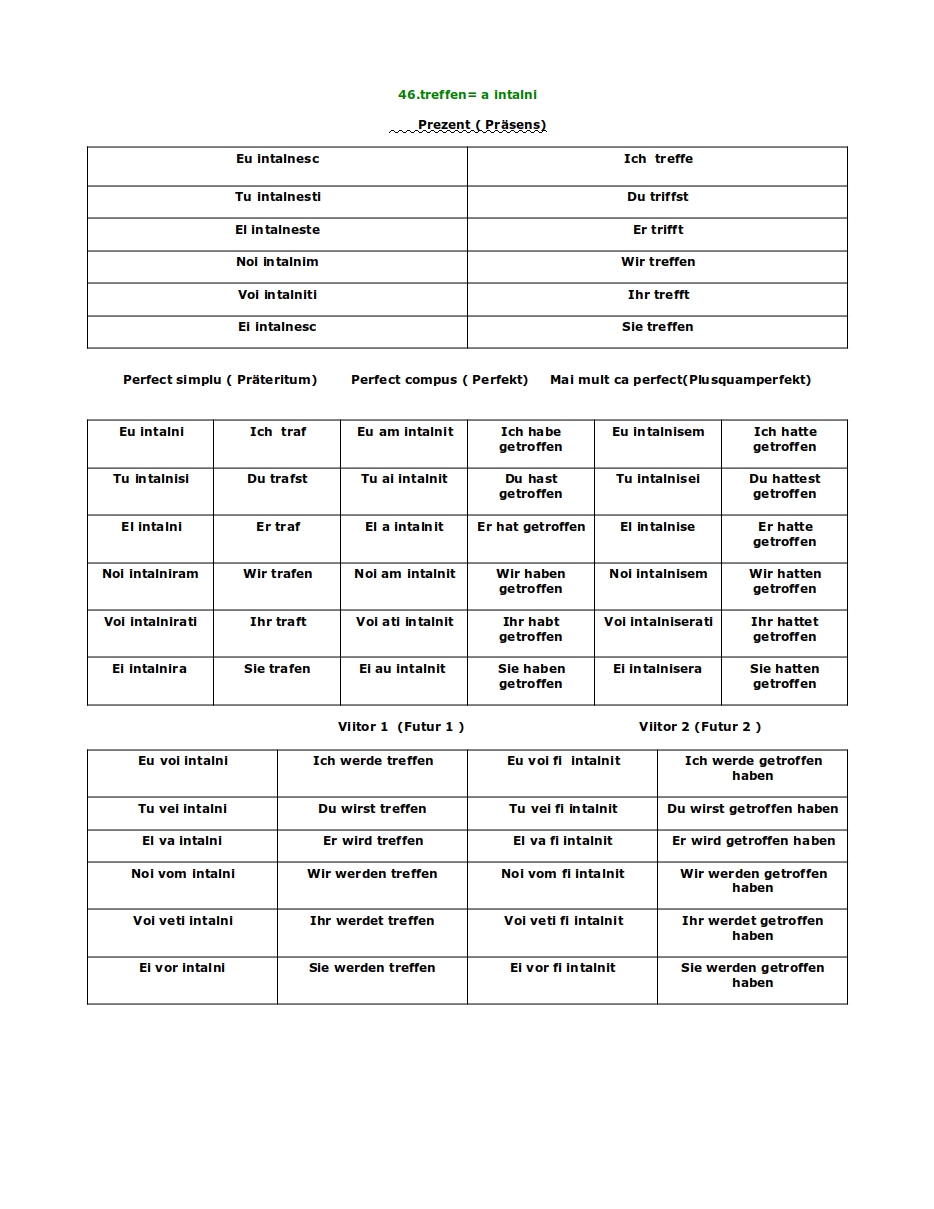 46.treffen= a intalni
Prezent ( Präsens)
Eu intalnesc Ich treffe
Tu intalnesti Du triffst
El intalneste Er trifft
Noi intalnim Wir treffen
Voi intalniti Ihr trefft
Ei intalnesc Sie treffen
Perfect simplu ( Präteritum) Perfect compus ( Perfekt) Mai mult ca perfect(Plusquamperfekt)
Eu intalni Ich traf Eu am intalnit Ich habe Eu intalnisem Ich hatte
getroffen getroffen
Tu intalnisi Du trafst Tu ai intalnit Du hast Tu intalnisei Du hattest
getroffen getroffen
El intalni Er traf El a intalnit Er hat getroffen El intalnise Er hatte
getroffen
Noi intalniram Wir trafen Noi am intalnit Wir haben Noi intalnisem Wir hatten
getroffen getroffen
Voi intalnirati Ihr traft Voi ati intalnit Ihr habt Voi intalniserati Ihr hattet
getroffen getroffen
Ei intalnira Sie trafen Ei au intalnit Sie haben Ei intalnisera Sie hatten
getroffen getroffen
Viitor 1 (Futur 1 ) Viitor 2 (Futur 2 )
Eu voi intalni Ich werde treffen Eu voi fi intalnit Ich werde getroffen
haben
Tu vei intalni Du wirst treffen Tu vei fi intalnit Du wirst getroffen haben
El va intalni Er wird treffen El va fi intalnit Er wird getroffen haben
Noi vom intalni Wir werden treffen Noi vom fi intalnit Wir werden getroffen
haben
Voi veti intalni Ihr werdet treffen Voi veti fi intalnit Ihr werdet getroffen
haben
Ei vor intalni Sie werden treffen Ei vor fi intalnit Sie werden getroffen
haben